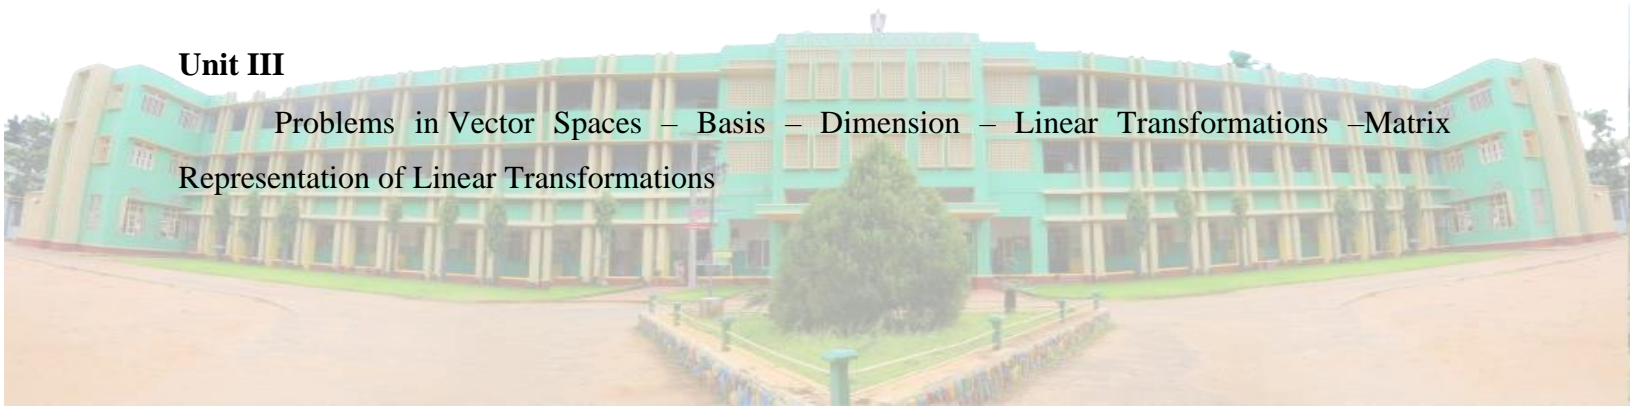 Unit III
Problems in Vector Spaces – Basis – Dimension – Linear Transformations –Matrix
Representation of Linear Transformations